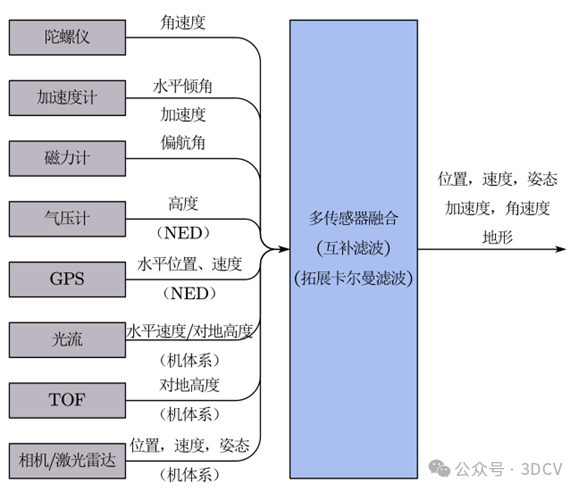 陀螺仪
角速度
加速度计
水平倾角
加速度
磁力计
偏航角
气压计
高度
（NED）
GPS
水平位置、速度
（NED）
光流
水平速度/对地高度
（机体系）
TOF
对地高度
（机体系）
相机/激光雷达
位置，速度，姿态
（机体系）
多传感器融合
(互补滤波)
(拓展卡尔曼滤波)
位置，速度，姿态
加速度，角速度
地形
公众号·3DCV